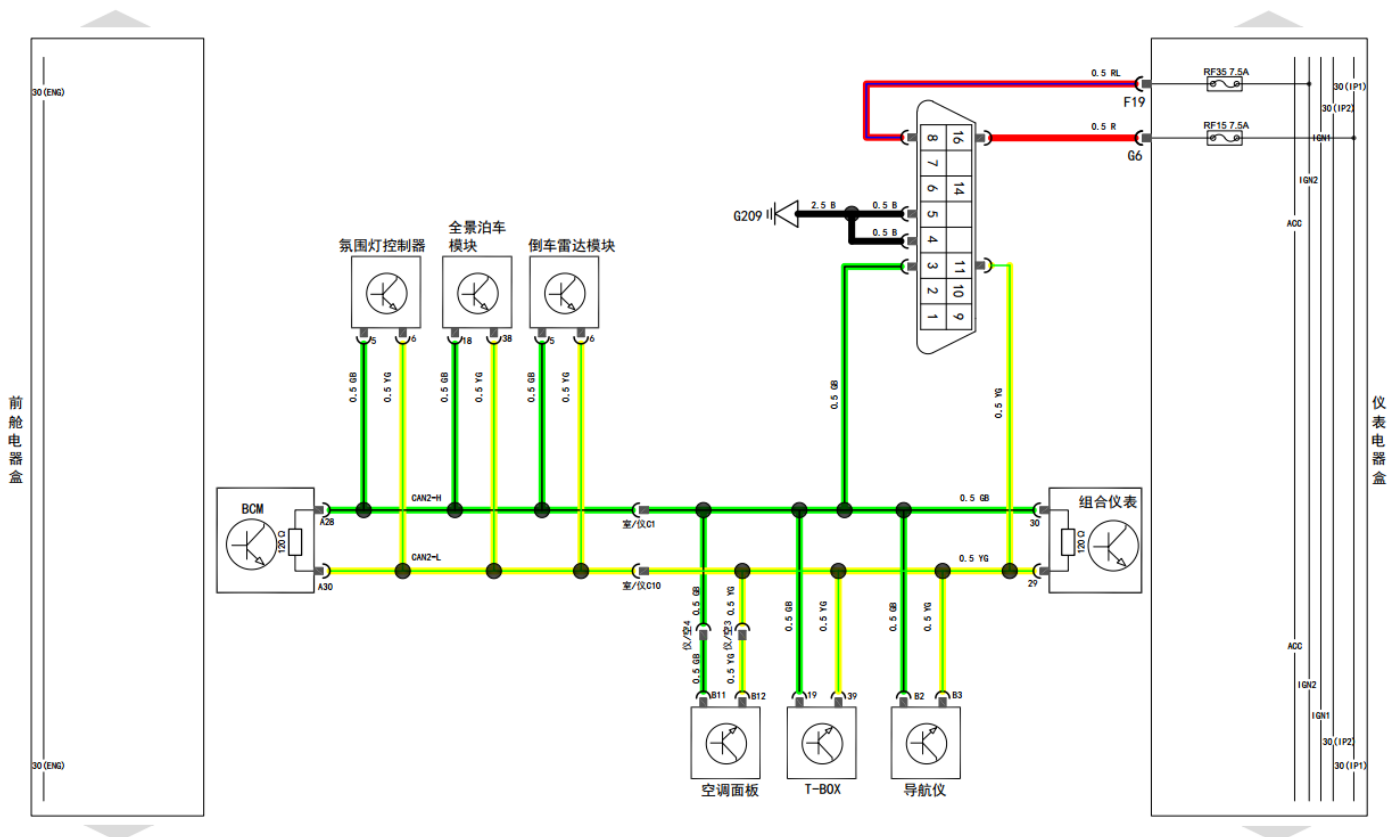 30(ENG)
前舱电器盒
30(ENG)
氛围灯控制器
全景泊车
模块
倒车雷达模块
5
6
18
38
5
6
0.5 GB
0.5 YG
0.5 GB
0.5 YG
0.5 GB
0.5 YG
BCM
120Ω
A28
A30
CAN2-H
CAN2-L
室/仪C1
室/仪C10
G209
2.5 B
0.5 B
0.5 B
8
16
7
6
14
5
4
3
11
2
10
1
9
0.5 GB
0.5 YG
0.5 RL
F19
0.5 R
G6
RF35 7.5A
RF15 7.5A
30(IP1)
30(IP2)
IGN1
IGN2
ACC
仪表电器盒
0.5 GB
0.5 YG
30
29
组合仪表
120Ω
0.5 GB
0.5 YG
仪/空4
仪/空3
0.5 GB
0.5 YG
0.5 GB
0.5 YG
0.5 GB
0.5 YG
B11
B12
19
39
B2
B3
空调面板
T-BOX
导航仪
ACC
IGN2
IGN1
30(IP2)
30(IP1)